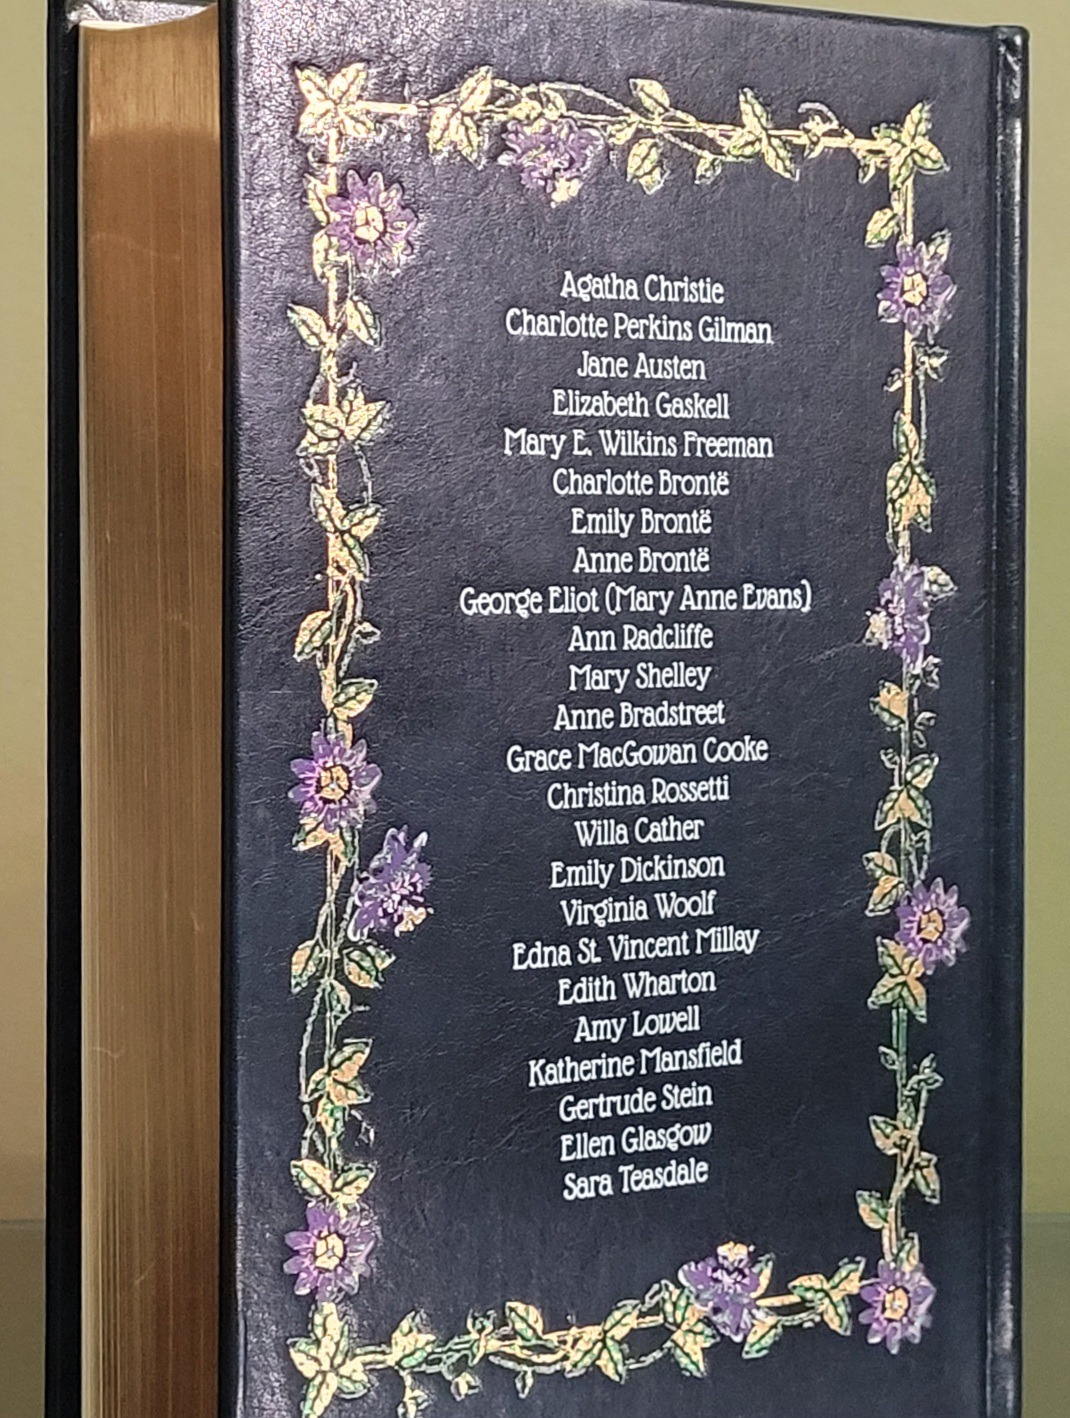 Agatha Christie
Charlotte Perkins Gilman
Jane Austen
Elizabeth Gaskell
Mary E. Wilkins Freeman
Charlotte Brontë
Emily Brontë
Anne Brontë
George Eliot (Mary Anne Evans)
Ann Radcliffe
Mary Shelley
Anne Bradstreet
Grace MacGowan Cooke
Christina Rossetti
Willa Cather
Emily Dickinson
Virginia Woolf
Edna St. Vincent Millay
Edith Wharton
Amy Lowell
Katherine Mansfield
Gertrude Stein
Ellen Glasgow
Sara Teasdale